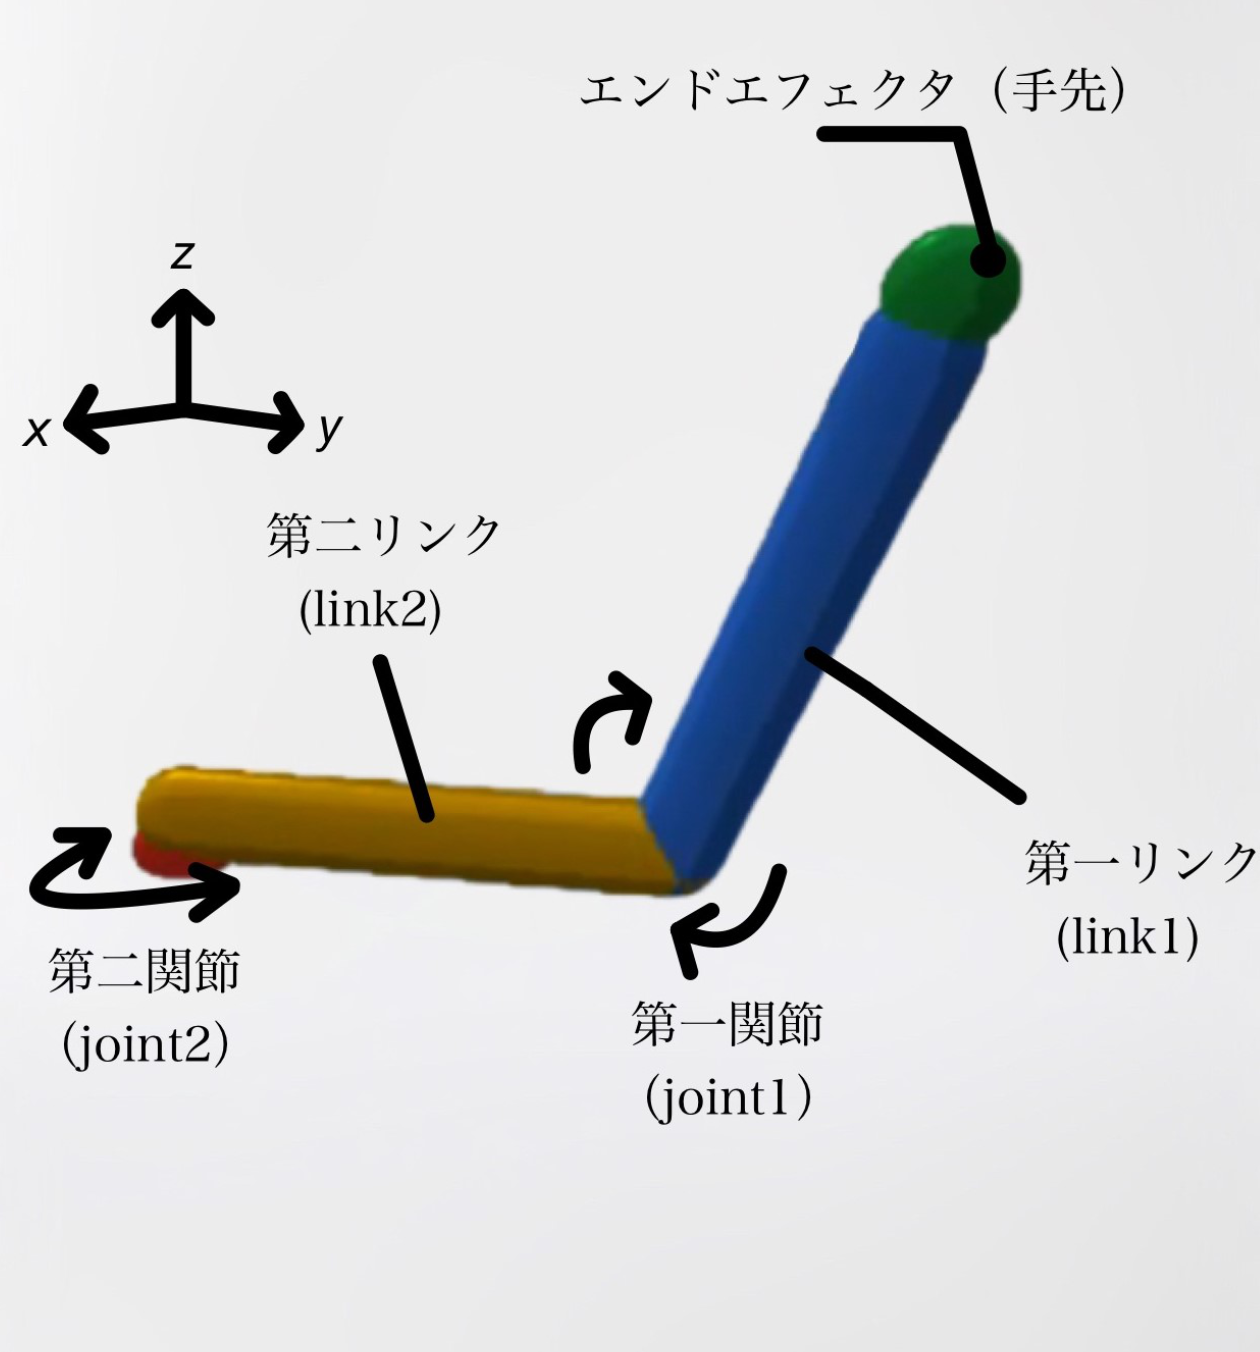 エンドエフェクタ（手先）
z
x
y
第二リンク
(link2)
第一リンク
(link1)
第二関節
(joint2)
第一関節
(joint1)